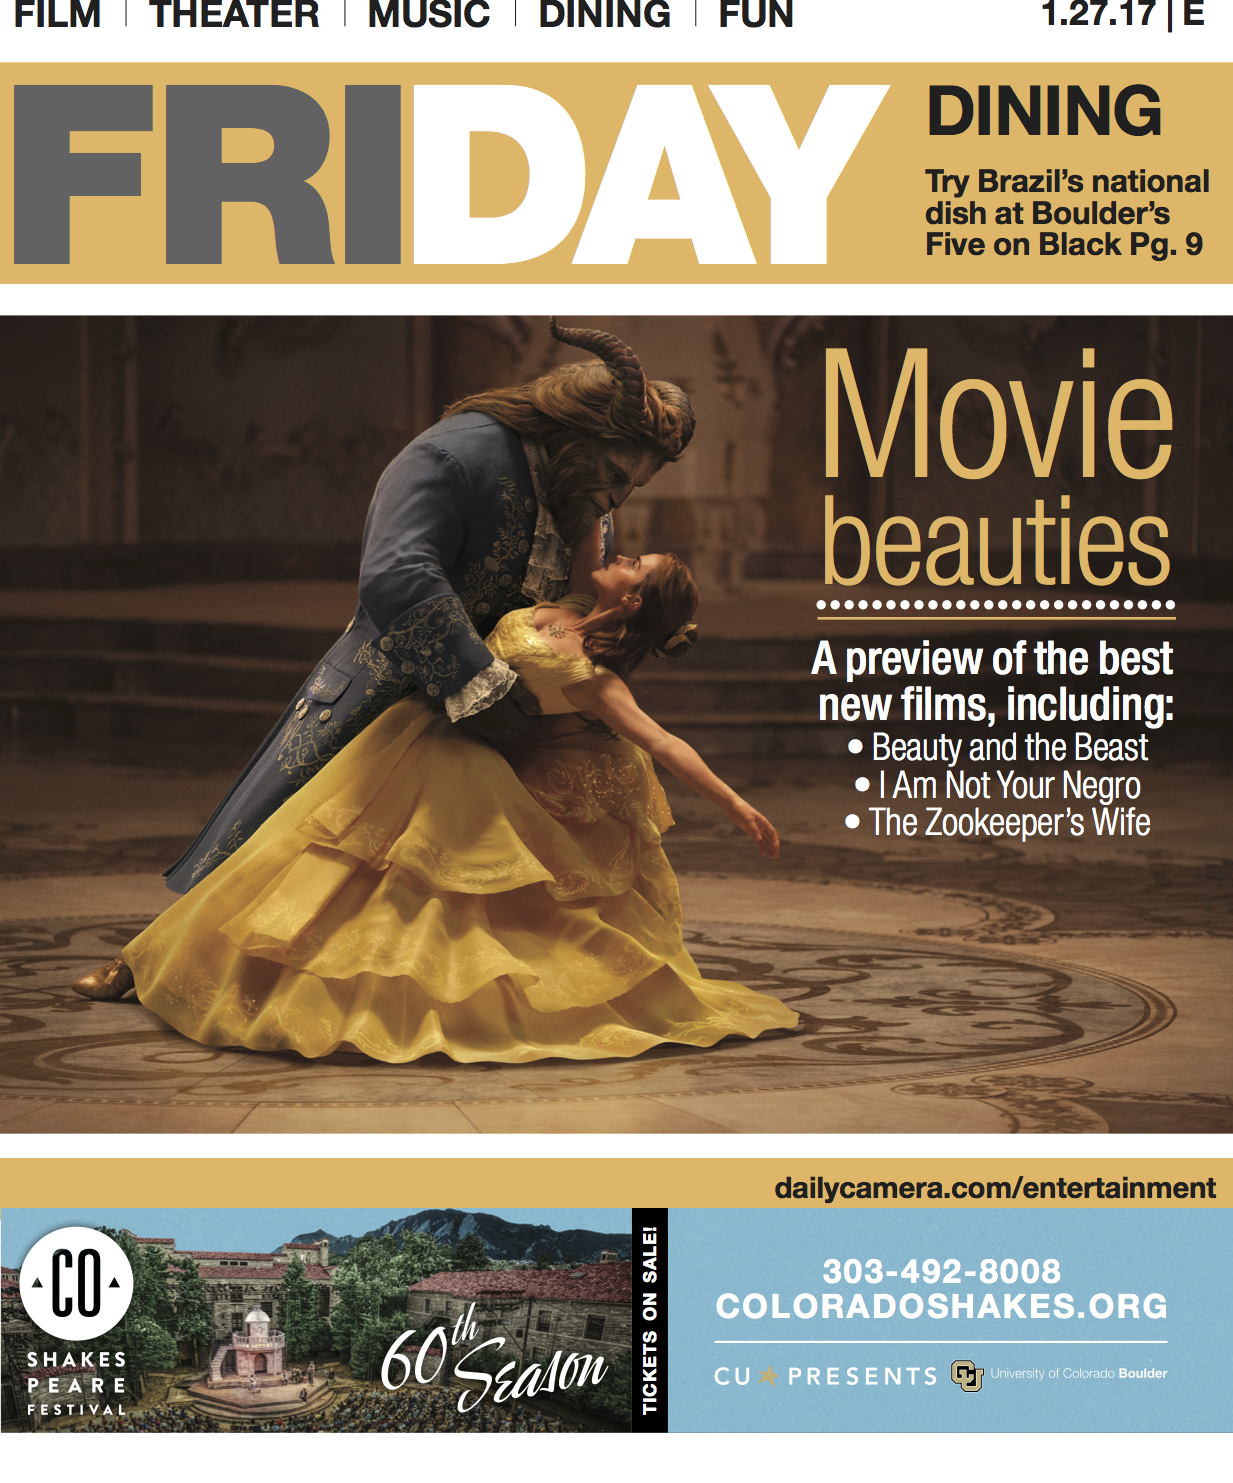 FILM | THEATER | MUSIC | DINING | FUN
1.27.17 | E
FRIDAY
DINING
Try Brazil’s national
dish at Boulder’s
Five on Black Pg. 9
Movie
beauties
A preview of the best
new films, including:
• Beauty and the Beast
• I Am Not Your Negro
• The Zookeeper’s Wife
dailycamera.com/entertainment
CO
SHAKES
PEARE
FESTIVAL
60th
Season
TICKETS ON SALE!
303-492-8008
COLORADOSHAKES.ORG
CU PRESENTS
CU
University of Colorado Boulder